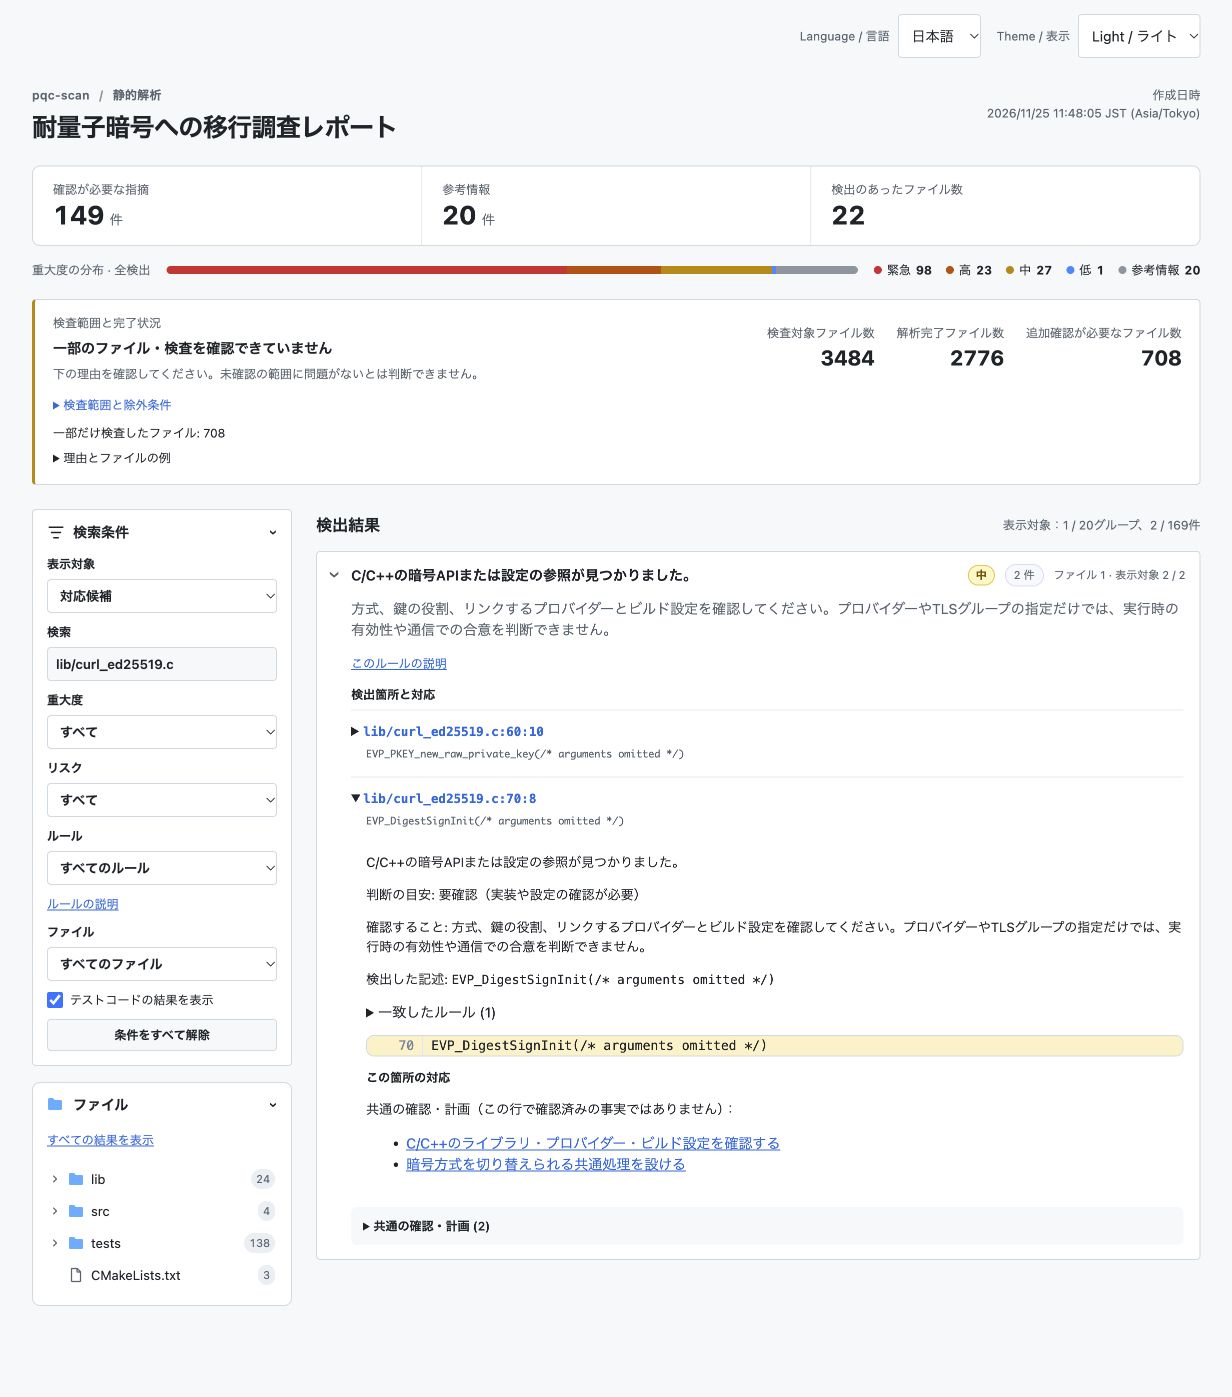 Language / 言語 日本語 Theme / 表示 Light / ライト
pqc-scan / 静的解析
耐量子暗号への移行調査レポート
作成日時
2026/11/25 11:48:05 JST (Asia/Tokyo)
確認が必要な指摘
149 件
参考情報
20 件
検出のあったファイル数
22
重大度の分布 · 全検出
緊急 98 高 23 中 27 低 1 参考情報 20
検査範囲と完了状況
一部のファイル・検査を確認できていません
下の理由を確認してください。未確認の範囲に問題がないとは判断できません。
検査対象ファイル数
3484
解析完了ファイル数
2776
追加確認が必要なファイル数
708
検査範囲と除外条件
一部だけ検査したファイル: 708
理由とファイルの例
検索条件
表示対象
対応候補
検索
lib/curl_ed25519.c
重大度
すべて
リスク
すべて
ルール
すべてのルール
ルールの説明
ファイル
すべてのファイル
テストコードの結果を表示
条件をすべて解除
ファイル
すべての結果を表示
lib 24
src 4
tests 138
CMakeLists.txt 3
検出結果
表示対象：1 / 20グループ、2 / 169件
C/C++の暗号APIまたは設定の参照が見つかりました。
中 2 件 ファイル 1 · 表示対象 2 / 2
方式、鍵の役割、リンクするプロバイダーとビルド設定を確認してください。プロバイダーやTLSグループの指定だけでは、実行時の
有効性や通信での合意を判断できません。
このルールの説明
検出箇所と対応
lib/curl_ed25519.c:60:10
EVP_PKEY_new_raw_private_key(/* arguments omitted */)
lib/curl_ed25519.c:70:8
EVP_DigestSignInit(/* arguments omitted */)
C/C++の暗号APIまたは設定の参照が見つかりました。
判断の目安: 要確認（実装や設定の確認が必要）
確認すること: 方式、鍵の役割、リンクするプロバイダーとビルド設定を確認してください。プロバイダーやTLSグループの指定だけでは、実
行時の有効性や通信での合意を判断できません。
検出した記述: EVP_DigestSignInit(/* arguments omitted */)
一致したルール (1)
70 EVP_DigestSignInit(/* arguments omitted */)
この箇所の対応
共通の確認・計画（この行で確認済みの事実ではありません）:
• C/C++のライブラリ・プロバイダー・ビルド設定を確認する
• 暗号方式を切り替えられる共通処理を設ける
共通の確認・計画 (2)